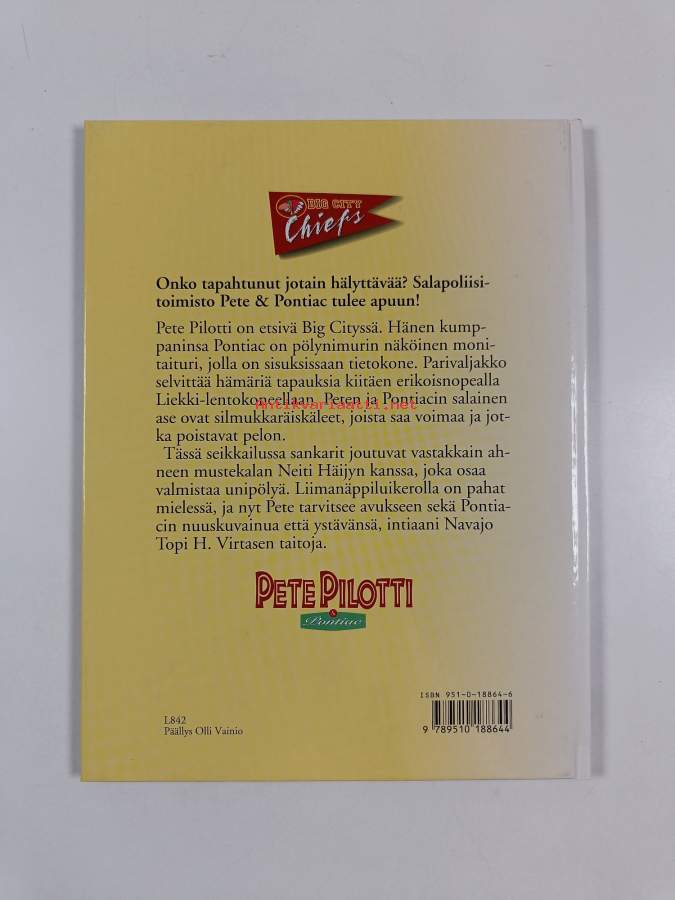 BIG CITY
Chiefs
Onko tapahtunut jotain hälyttävää? Salapoliisi-
toimisto Pete & Pontiac tulee apuun!
Pete Pilotti on etsivä Big Cityssä. Hänen kump-
paninsa Pontiac on pölynimurin näköinen moni-
taituri, jolla on sisuksissaan tietokone. Parivaljakko
selvittää hämäriä tapauksia kiitäen erikoisnopealla
Liekki-lentokoneellaan. Peten ja Pontiacin salainen
Antikvariaatti.net
ase ovat silmukkaräiskäleet, joista saa voimaa ja jot-
ka poistavat pelon.
Tässä seikkailussa sankarit joutuvat vastakkain ah-
neen mustekalan Neiti Häijyn kanssa, joka osaa
valmistaa unipölyä. Liimanäppiluikerolla on pahat
mielessä, ja nyt Pete tarvitsee avukseen sekä Pontia-
cin nuuskuvainua että ystävänsä, intiaani Navajo
Topi H. Virtasen taitoja.
PETE PILOTTI
&
Pontiac
ISBN 951-0-18864-6
9 789510 188644
L842
Päällys Olli Vainio